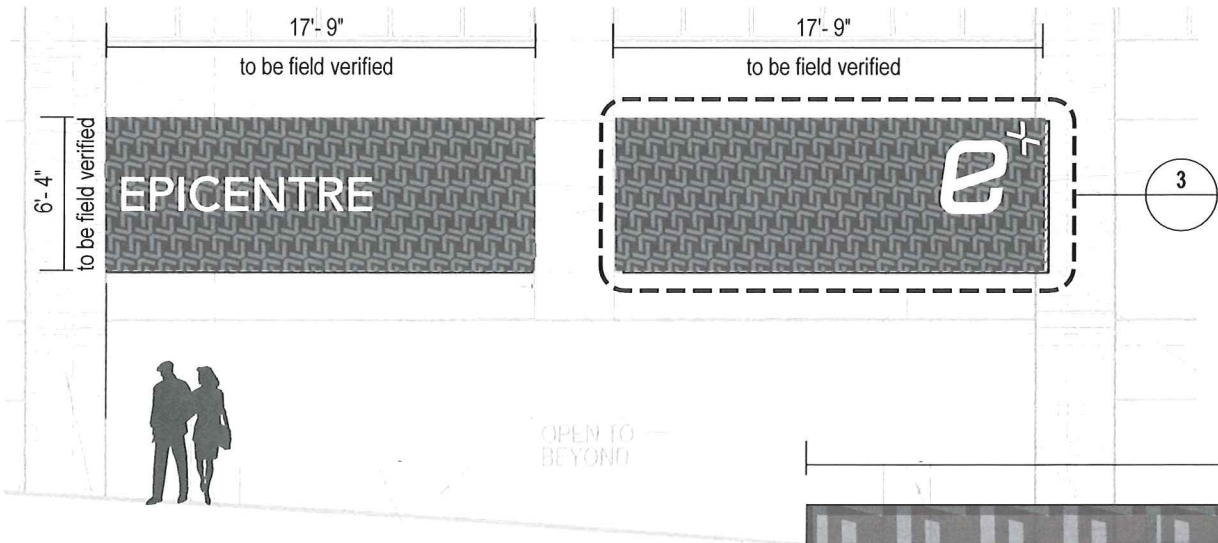 17'- 9"
to be field verified
17'- 9"
to be field verified
6'- 4"
to be field verified
EPICENTRE
e+
3
OPEN TO
BEYOND